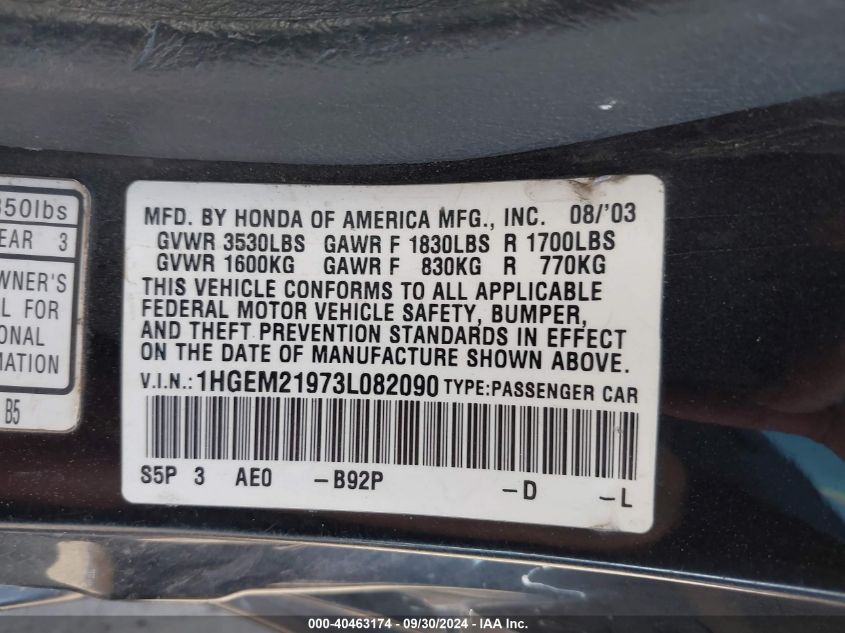 350lbs
EAR 3
WNER'S
L FOR
ONAL
MATION
B5
MFD. BY HONDA OF AMERICA MFG., INC. 08/'03
GVWR 3530LBS GAWR F 1830LBS R 1700LBS
GVWR 1600KG GAWR F 830KG R 770KG
THIS VEHICLE CONFORMS TO ALL APPLICABLE
FEDERAL MOTOR VEHICLE SAFETY, BUMPER,
AND THEFT PREVENTION STANDARDS IN EFFECT
ON THE DATE OF MANUFACTURE SHOWN ABOVE.
V.I.N.: 1HGEM21973L082090 TYPE:PASSENGER CAR
S5P 3 AE0 -B92P -D -L
000-40463174 - 09/30/2024 - IAA Inc.